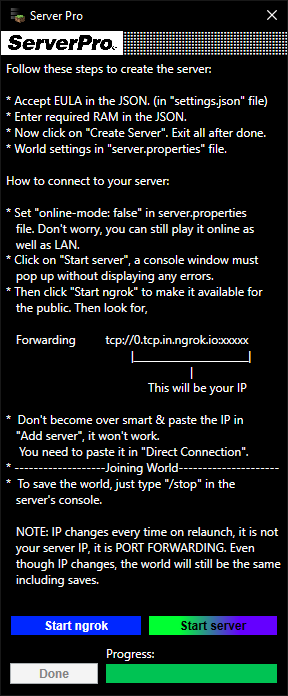 Server Pro
ServerPro
Follow these steps to create the server:
* Accept EULA in the JSON. (in "settings.json" file)
* Enter required RAM in the JSON.
* Now click on "Create Server". Exit all after done.
* World settings in "server.properties" file.
How to connect to your server:
* Set "online-mode: false" in server.properties
file. Don't worry, you can still play it online as
well as LAN.
* Click on "Start server", a console window must
pop up without displaying any errors.
* Then click "Start ngrok" to make it available for
the public. Then look for,
Forwarding tcp://0.tcp.in.ngrok.io:xxxxx
|___________________|
|
This will be your IP
* Don't become over smart & paste the IP in
"Add server", it won't work.
You need to paste it in "Direct Connection".
* -------------------Joining World---------------------
* To save the world, just type "/stop" in the
server's console.
NOTE: IP changes every time on relaunch, it is not
your server IP, it is PORT FORWARDING. Even
though IP changes, the world will still be the same
including saves.
Start ngrok Start server
Progress:
Done